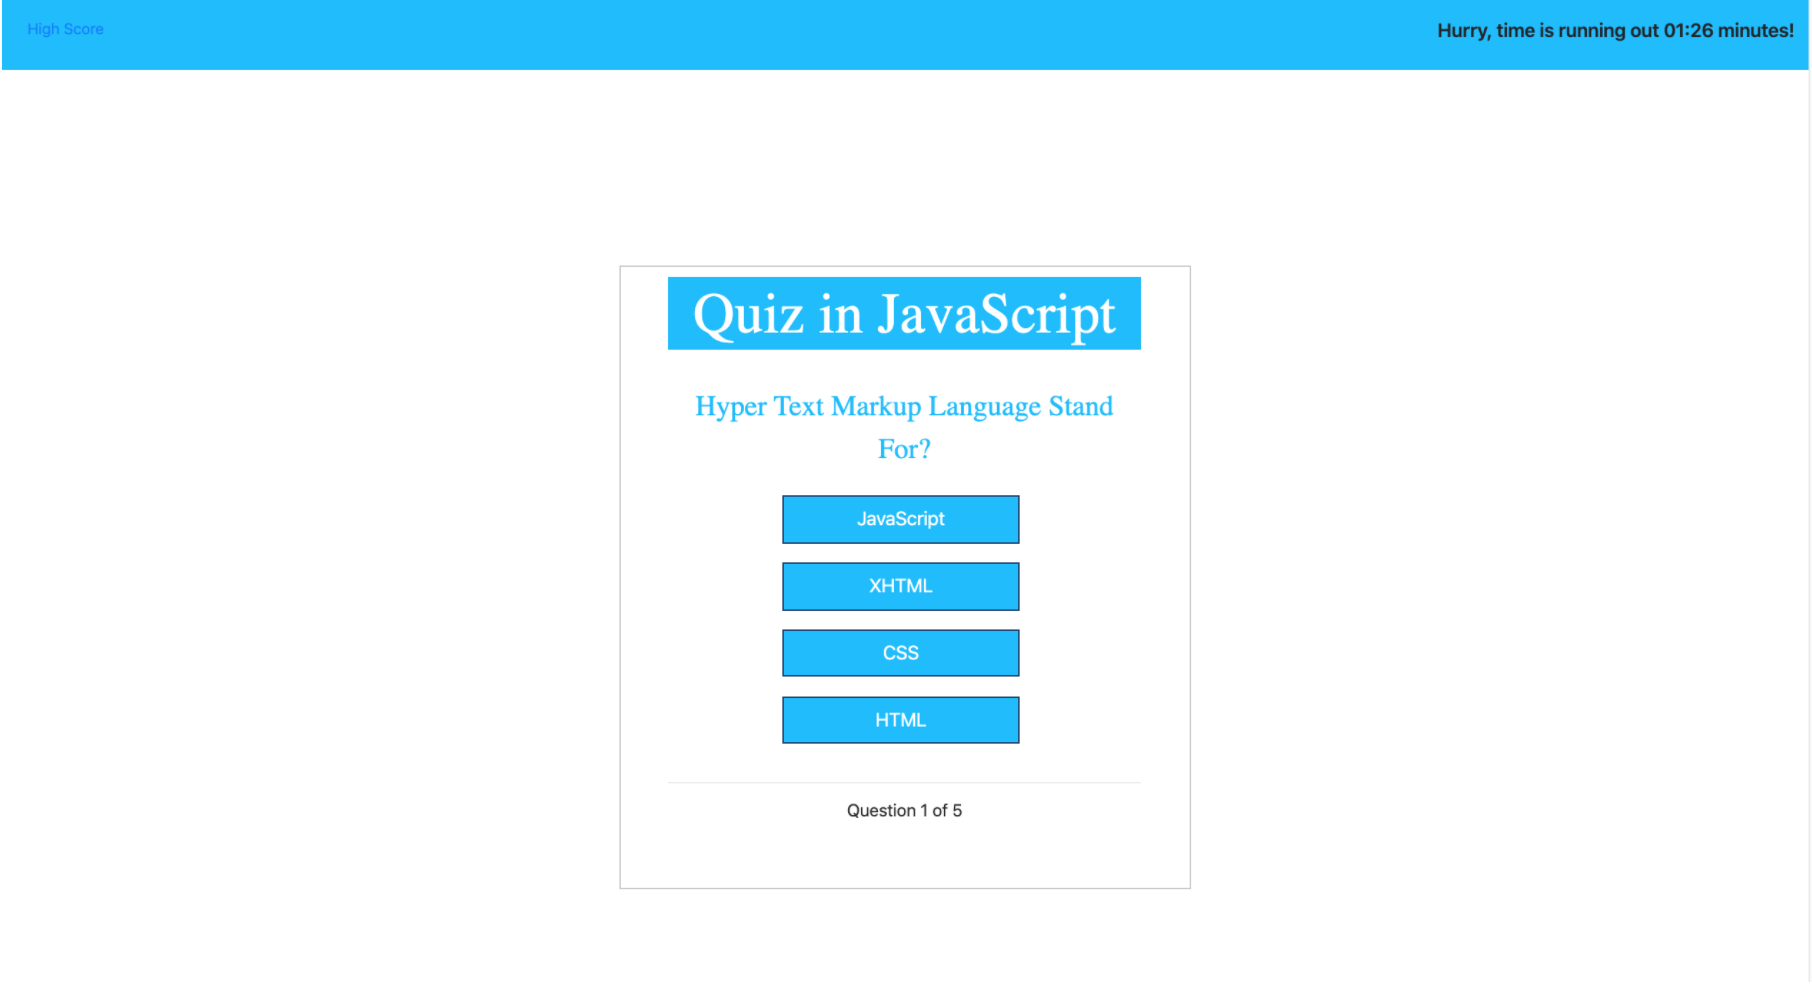 High Score
Hurry, time is running out 01:26 minutes!
Quiz in JavaScript
Hyper Text Markup Language Stand
For?
JavaScript
XHTML
CSS
HTML
Question 1 of 5